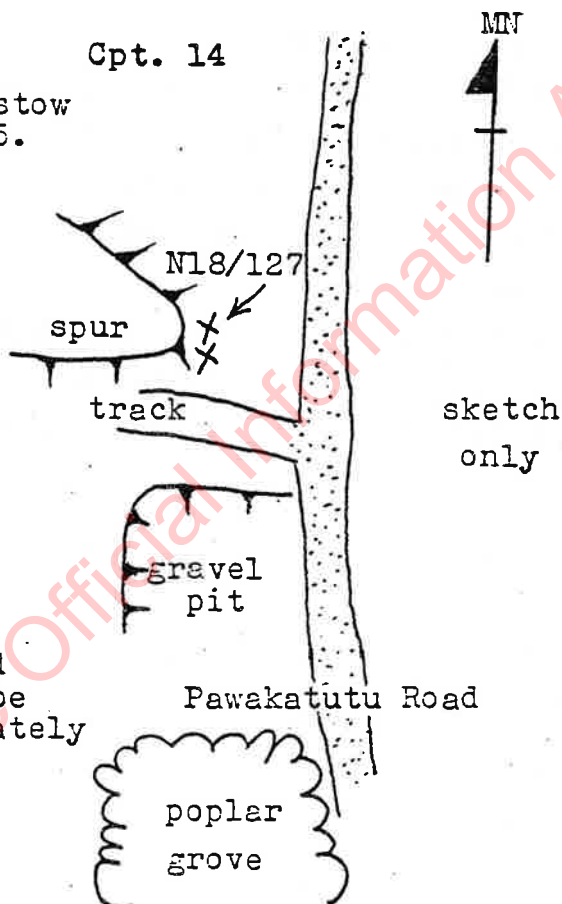 MN
Cpt. 14
stow
5.
N18/127
spur
track
sketch
only
gravel
pit
Pawakatutu Road
ately
poplar
grove
Official Information A